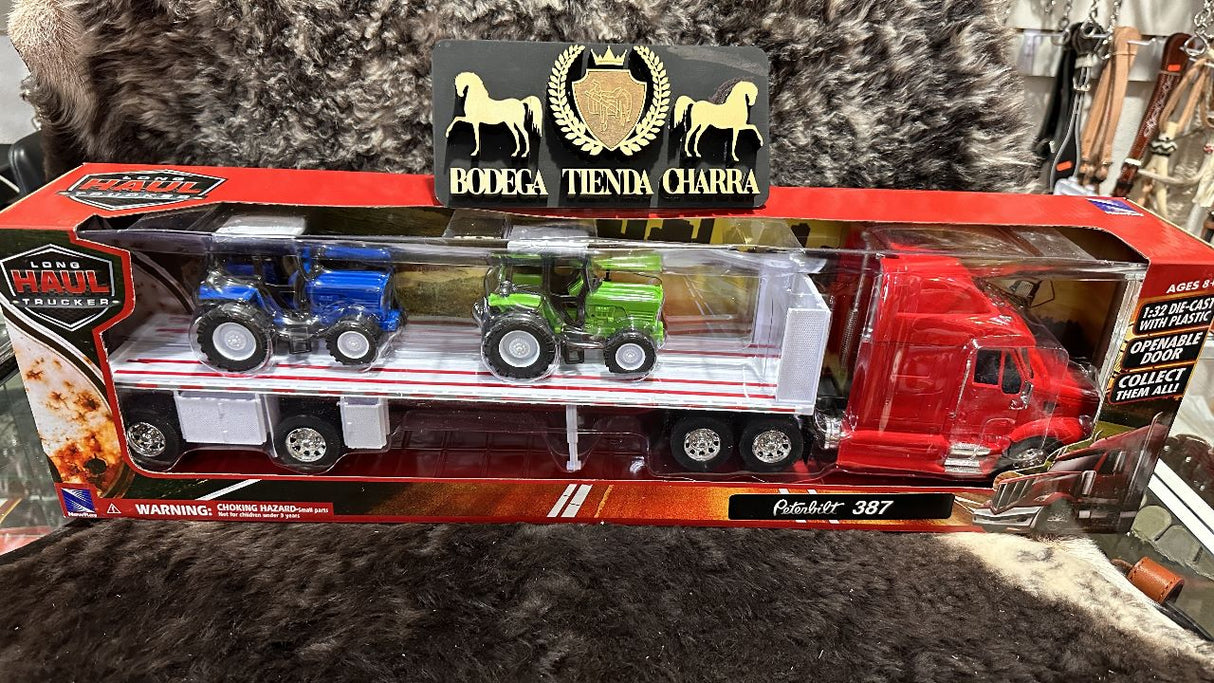 BODEGA TIENDA CHARRA
LONG
HAUL
TRUCKER
LONG
HAUL
TRUCKER
AGES 8+
1:32 DIE-CAST
WITH PLASTIC
OPENABLE
DOOR
COLLECT
THEM ALL!
NewRay
WARNING: CHOKING HAZARD-Small parts
Not for children under 3 years
Peterbilt 387